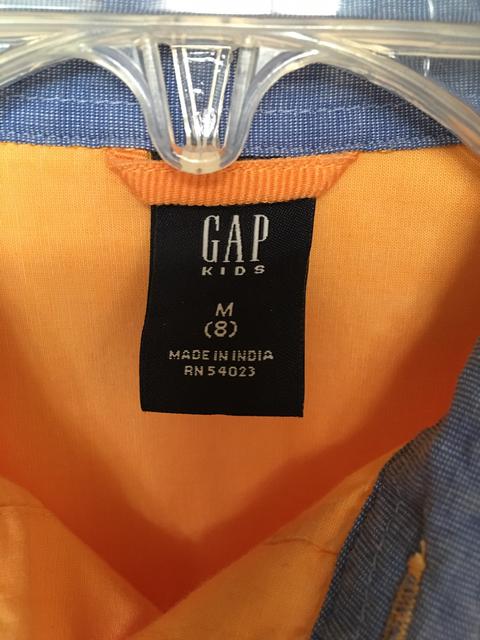 GAP
KIDS
M
(8)
MADE IN INDIA
RN 54023